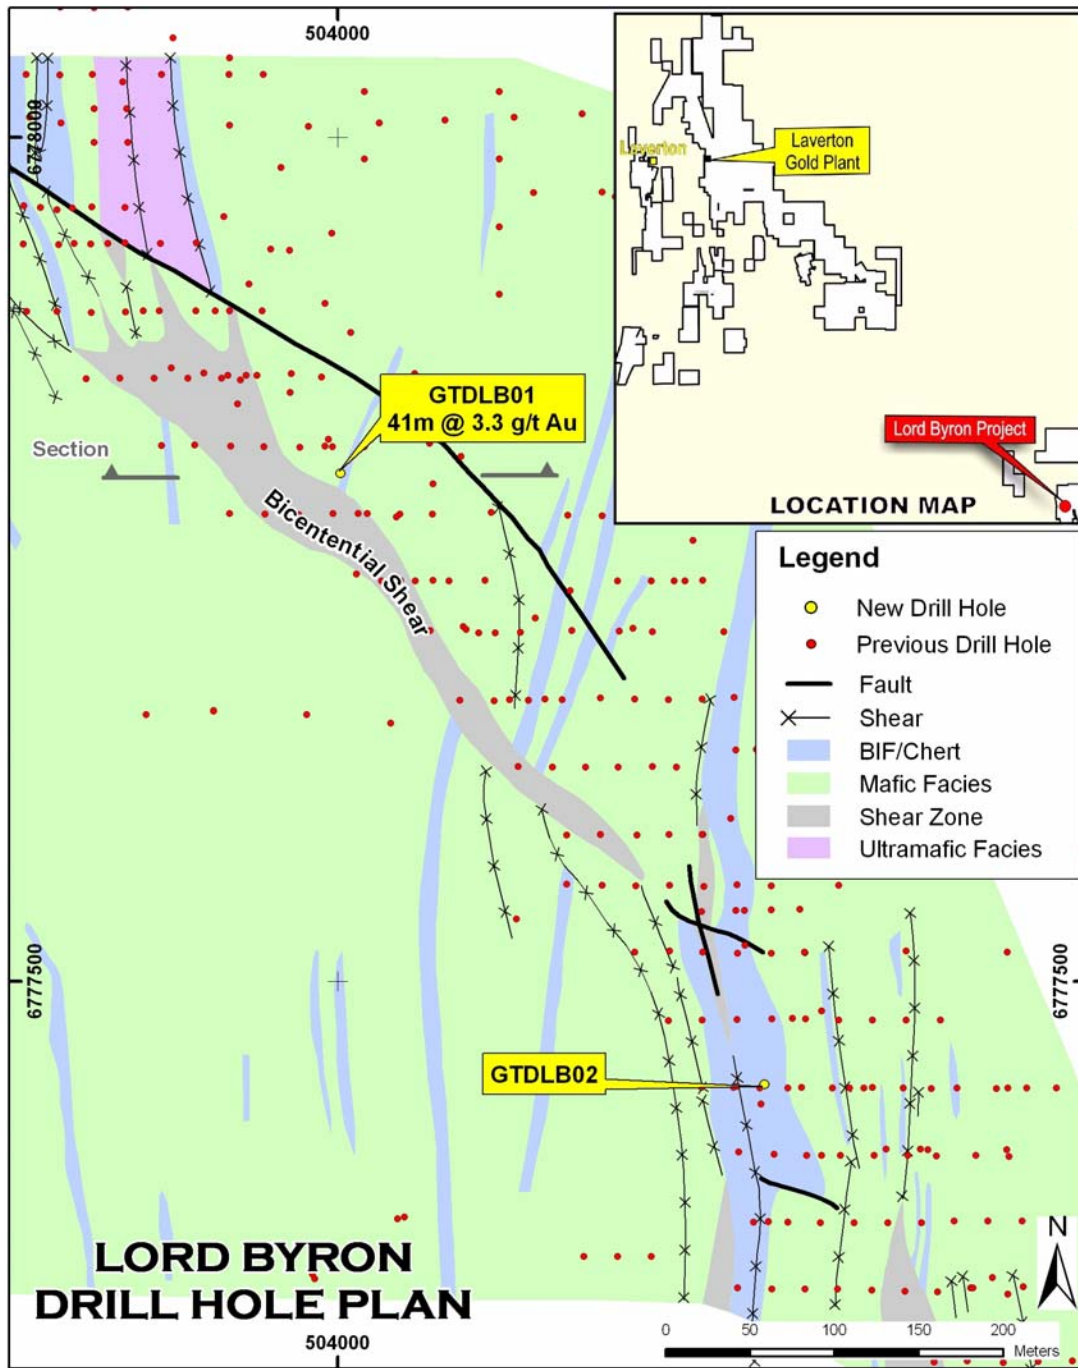 504000
6778000
Laverton
Laverton
Gold Plant
Lord Byron Project
LOCATION MAP
GTDLB01
41m @ 3.3 g/t Au
Section
Bicentential Shear
Legend
New Drill Hole
Previous Drill Hole
Fault
Shear
BIF/Chert
Mafic Facies
Shear Zone
Ultramafic Facies
6777500
6777500
GTDLB02
LORD BYRON
DRILL HOLE PLAN
N
0 50 100 150 200
Meters
504000